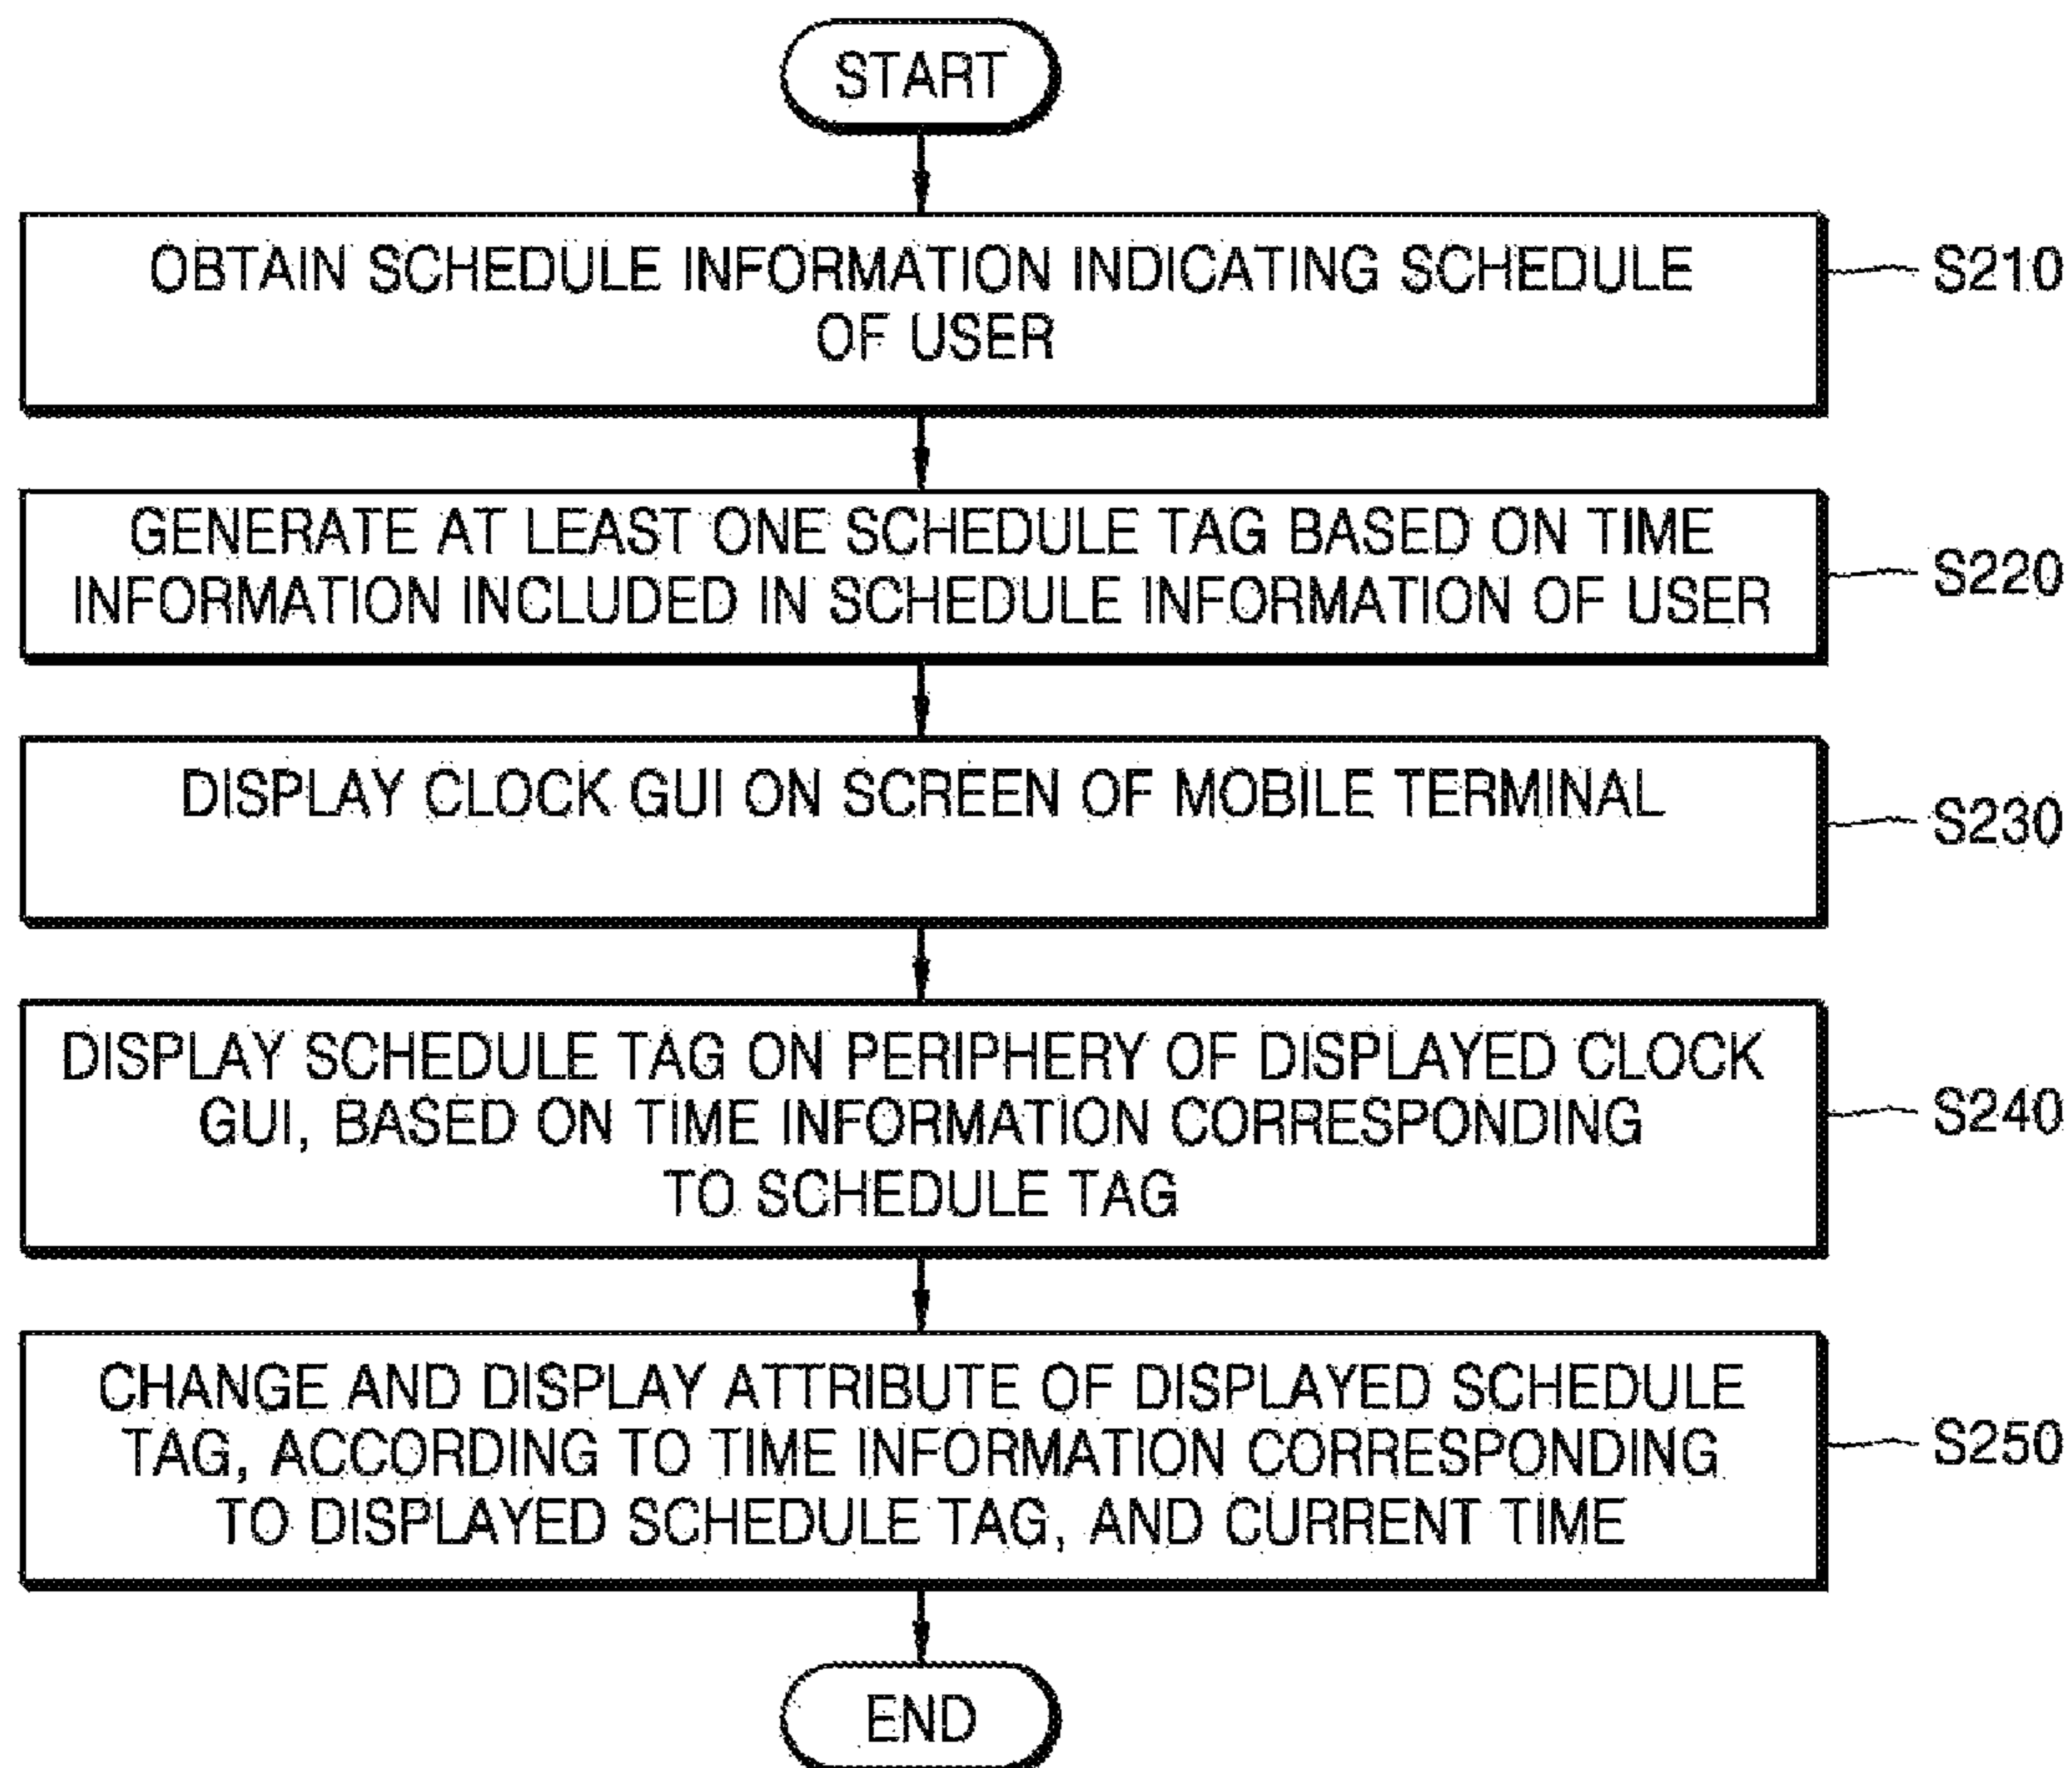 START
OBTAIN SCHEDULE INFORMATION INDICATING SCHEDULE
OF USER
S210
GENERATE AT LEAST ONE SCHEDULE TAG BASED ON TIME
INFORMATION INCLUDED IN SCHEDULE INFORMATION OF USER
S220
DISPLAY CLOCK GUI ON SCREEN OF MOBILE TERMINAL
S230
DISPLAY SCHEDULE TAG ON PERIPHERY OF DISPLAYED CLOCK
GUI, BASED ON TIME INFORMATION CORRESPONDING
TO SCHEDULE TAG
S240
CHANGE AND DISPLAY ATTRIBUTE OF DISPLAYED SCHEDULE
TAG, ACCORDING TO TIME INFORMATION CORRESPONDING
TO DISPLAYED SCHEDULE TAG, AND CURRENT TIME
S250
END